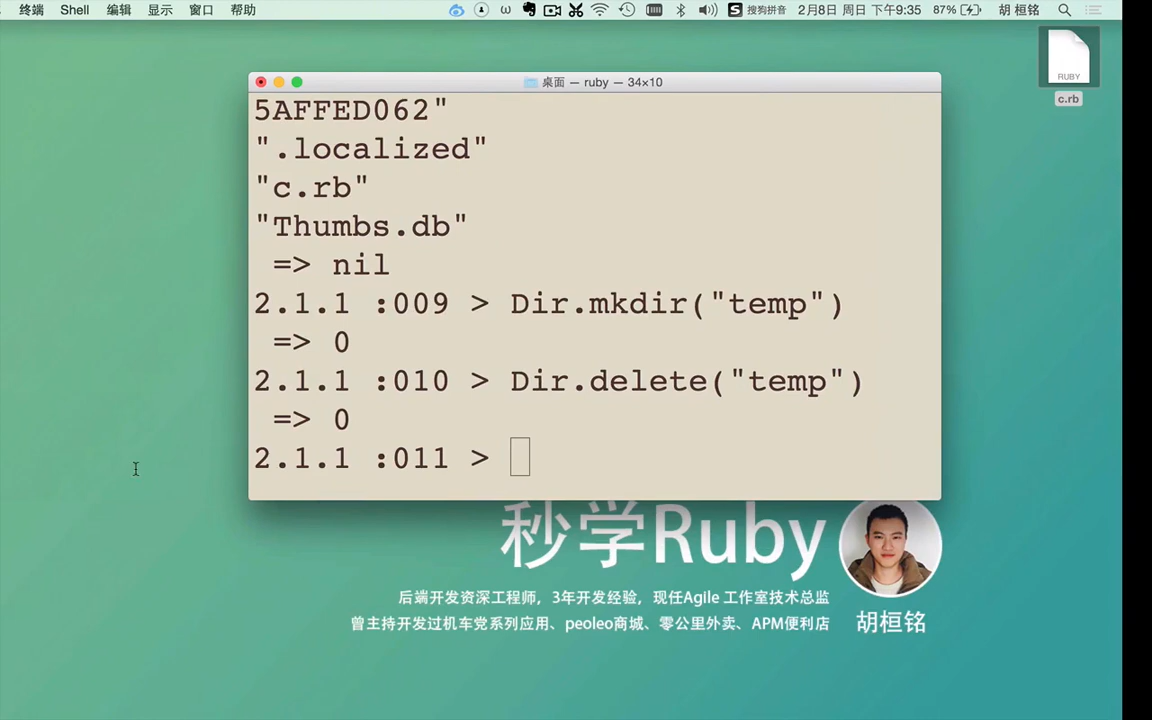 终端 Shell 编辑 显示 窗口 帮助 搜狗拼音 2月8日 周日 下午9:35 87% 胡 桓铭
RUBY
c.rb
桌面 — ruby — 34×10
5AFFED062"
".localized"
"c.rb"
"Thumbs.db"
=> nil
2.1.1 :009 > Dir.mkdir("temp")
=> 0
2.1.1 :010 > Dir.delete("temp")
=> 0
2.1.1 :011 >
秒学Ruby
后端开发资深工程师，3年开发经验，现任Agile 工作室技术总监
曾主持开发过机车党系列应用、peoleo商城、零公里外卖、APM便利店
胡桓铭